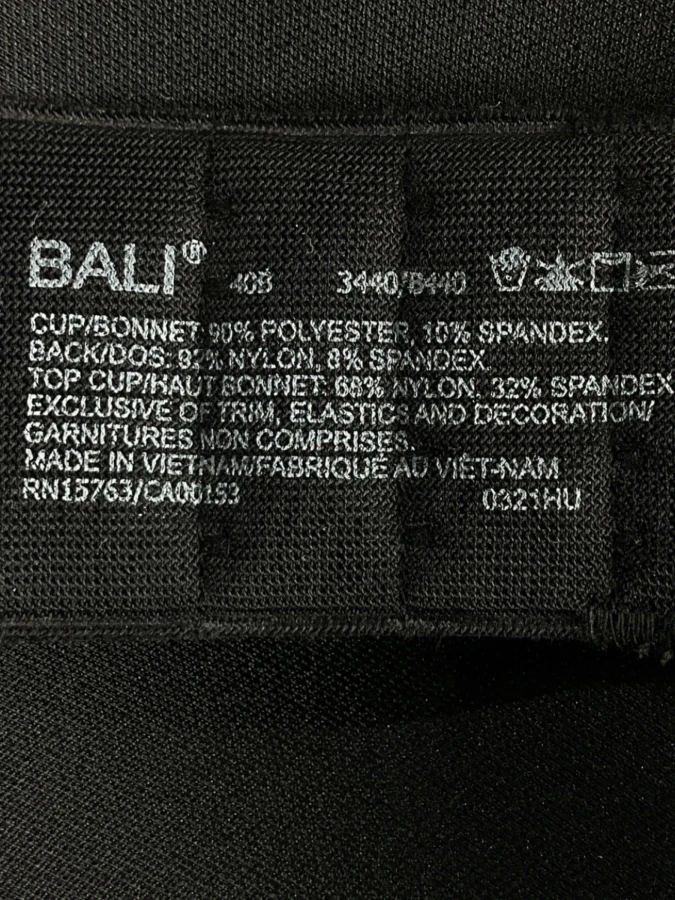 BALI® 40B 3440/B440
CUP/BONNET: 90% POLYESTER, 10% SPANDEX.
BACK/DOS: 92% NYLON, 8% SPANDEX.
TOP CUP/HAUT BONNET: 68% NYLON, 32% SPANDEX
EXCLUSIVE OF TRIM, ELASTICS AND DECORATION/
GARNITURES NON COMPRISES.
MADE IN VIETNAM/FABRIQUÉ AU VIÊT-NAM
RN15763/CA00153 0321HU